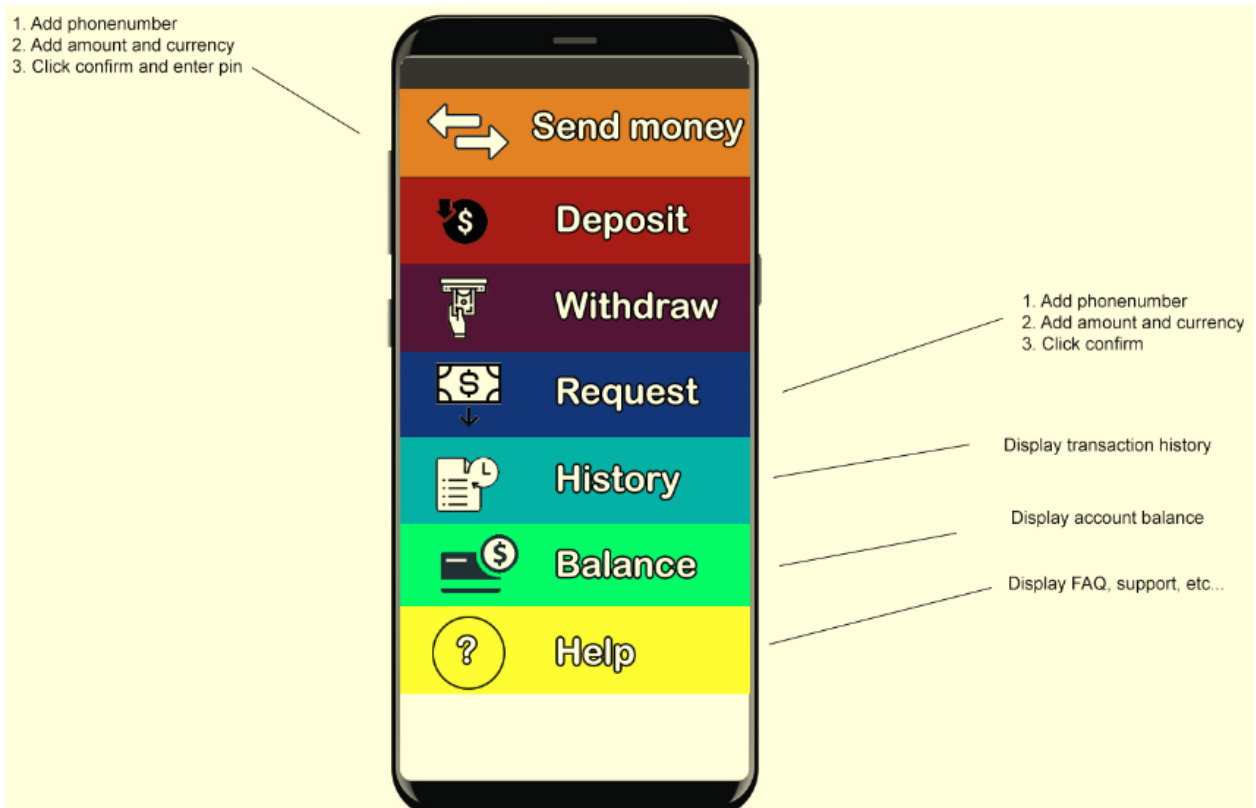 1. Add phonenumber
2. Add amount and currency
3. Click confirm and enter pin
Send money
$
Deposit
Withdraw
$
Request
History
$
Balance
?
Help
1. Add phonenumber
2. Add amount and currency
3. Click confirm
Display transaction history
Display account balance
Display FAQ, support, etc...